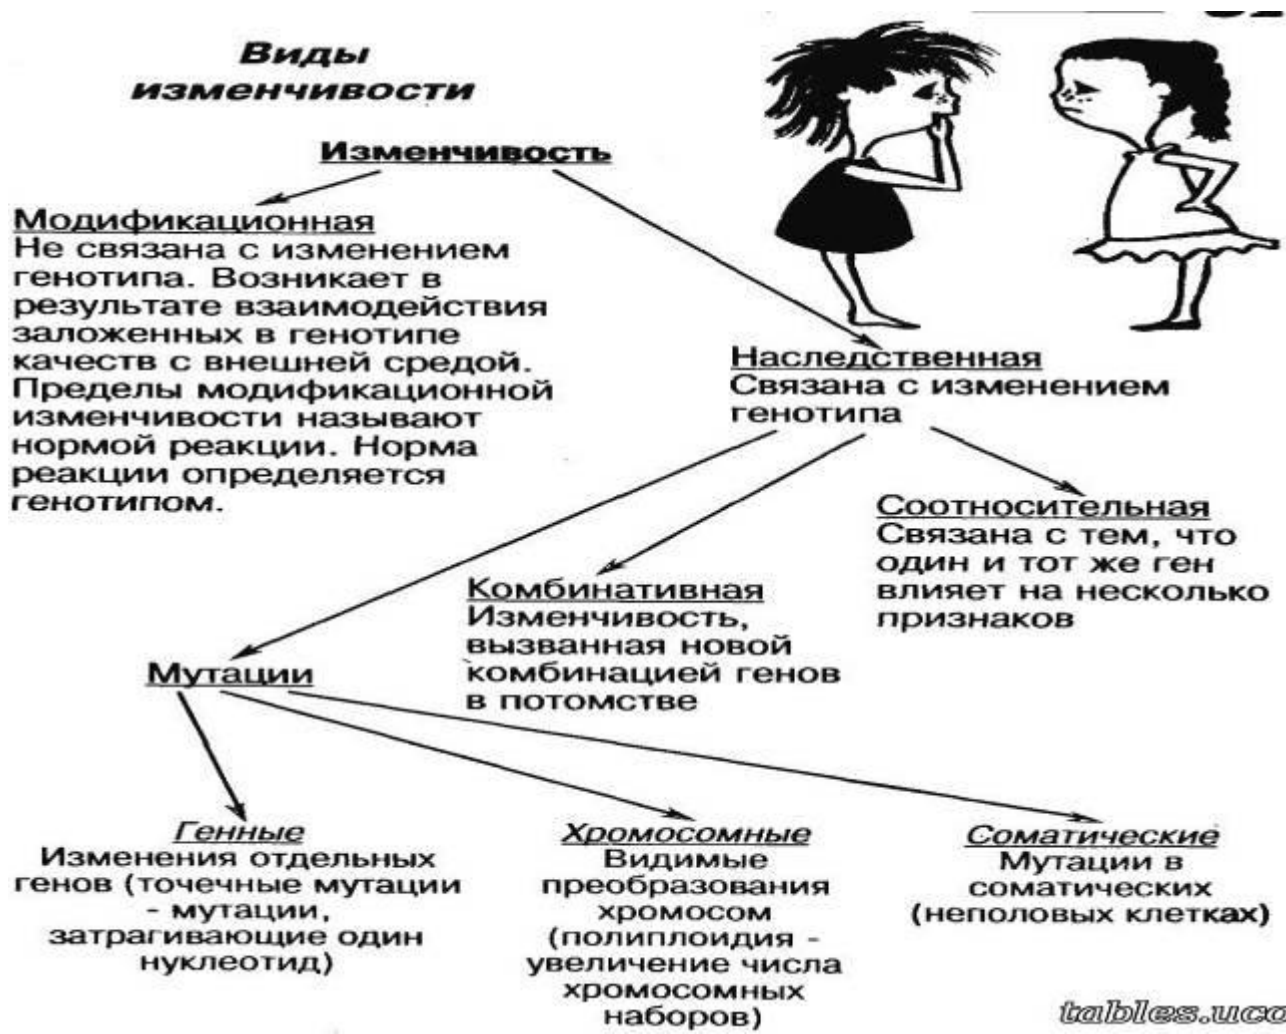 Виды
изменчивости
Изменчивость
Модификационная
Не связана с изменением
генотипа. Возникает в
результате взаимодействия
заложенных в генотипе
качеств с внешней средой.
Пределы модификационной
изменчивости называют
нормой реакции. Норма
реакции определяется
генотипом.
Наследственная
Связана с изменением
генотипа
Соотносительная
Связана с тем, что
один и тот же ген
влияет на несколько
признаков
Комбинативная
Изменчивость,
вызванная новой
комбинацией генов
в потомстве
Мутации
Генные
Изменения отдельных
генов (точечные мутации
- мутации,
затрагивающие один
нуклеотид)
Хромосомные
Видимые
преобразования
хромосом
(полиплоидия -
увеличение числа
хромосомных
наборов)
Соматические
Мутации в
соматических
(неполовых клетках)
tables.uco